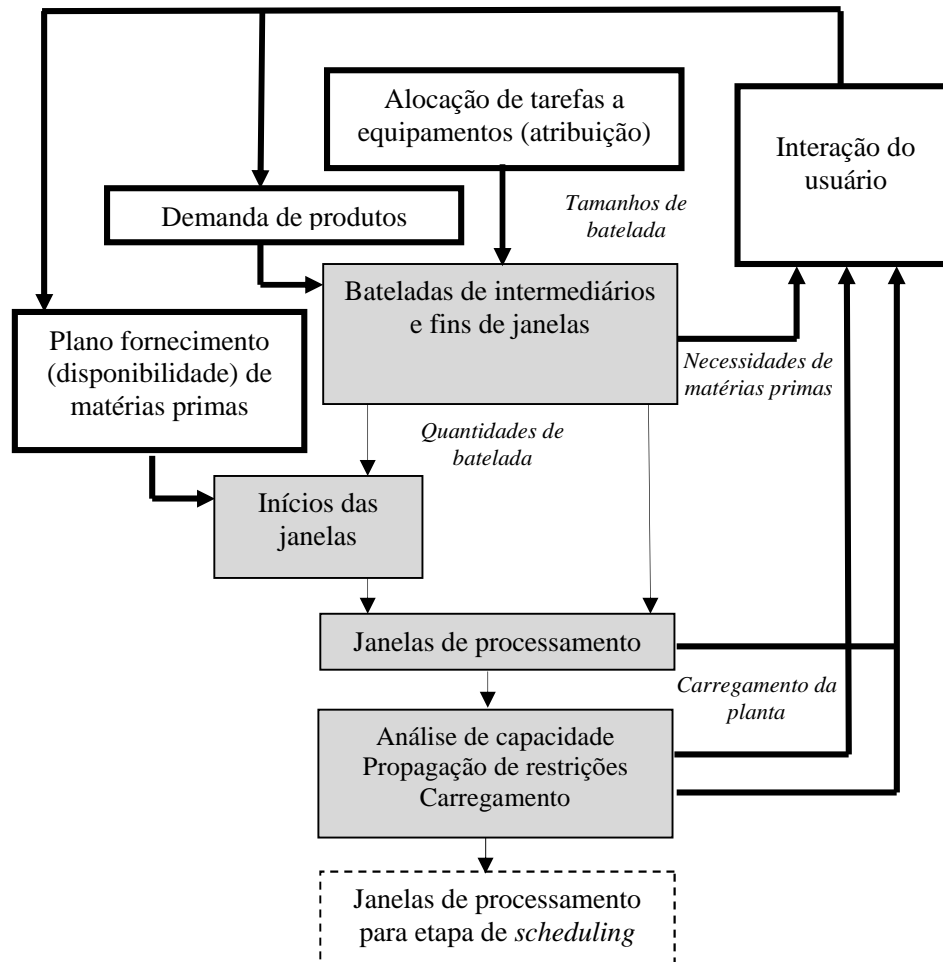 Alocação de tarefas a
equipamentos (atribuição)
Interação do
usuário
Demanda de produtos
Tamanhos de
batelada
Bateladas de intermediários
e fins de janelas
Plano fornecimento
(disponibilidade) de
matérias primas
Necessidades de
matérias primas
Quantidades de
batelada
Inícios das
janelas
Janelas de processamento
Carregamento da
planta
Análise de capacidade
Propagação de restrições
Carregamento
Janelas de processamento
para etapa de scheduling